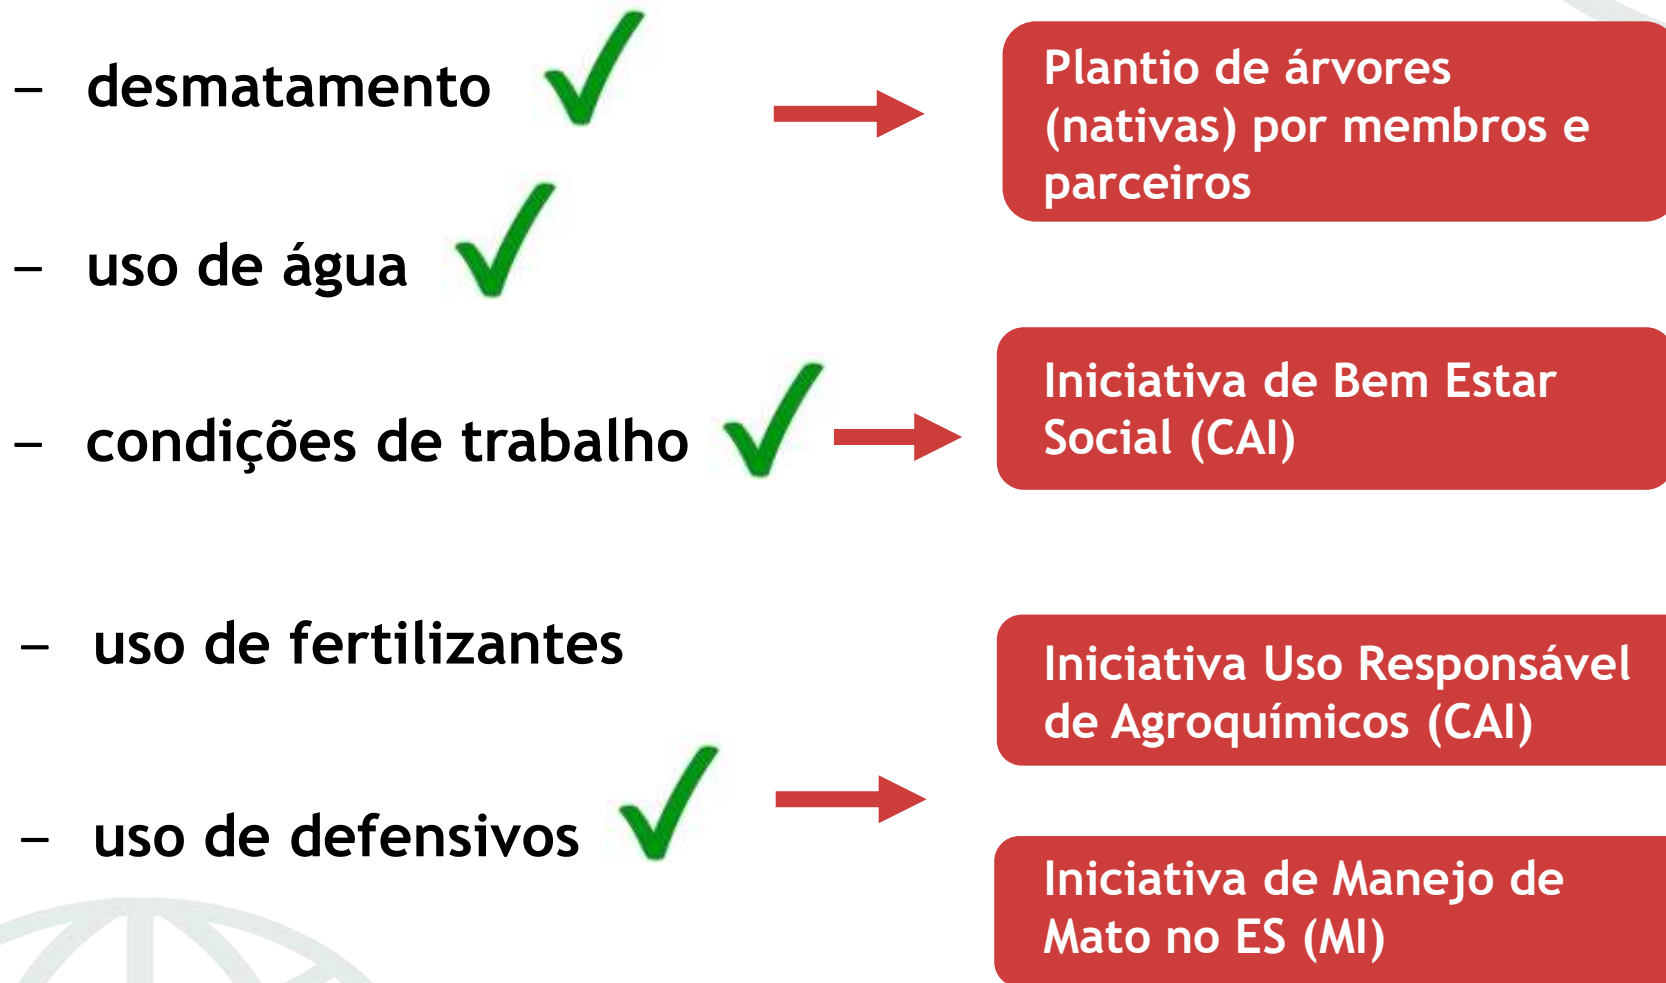 – desmatamento
Plantio de árvores
(nativas) por membros e
parceiros
– uso de água
– condições de trabalho
Iniciativa de Bem Estar
Social (CAI)
– uso de fertilizantes
Iniciativa Uso Responsável
de Agroquímicos (CAI)
– uso de defensivos
Iniciativa de Manejo de
Mato no ES (MI)